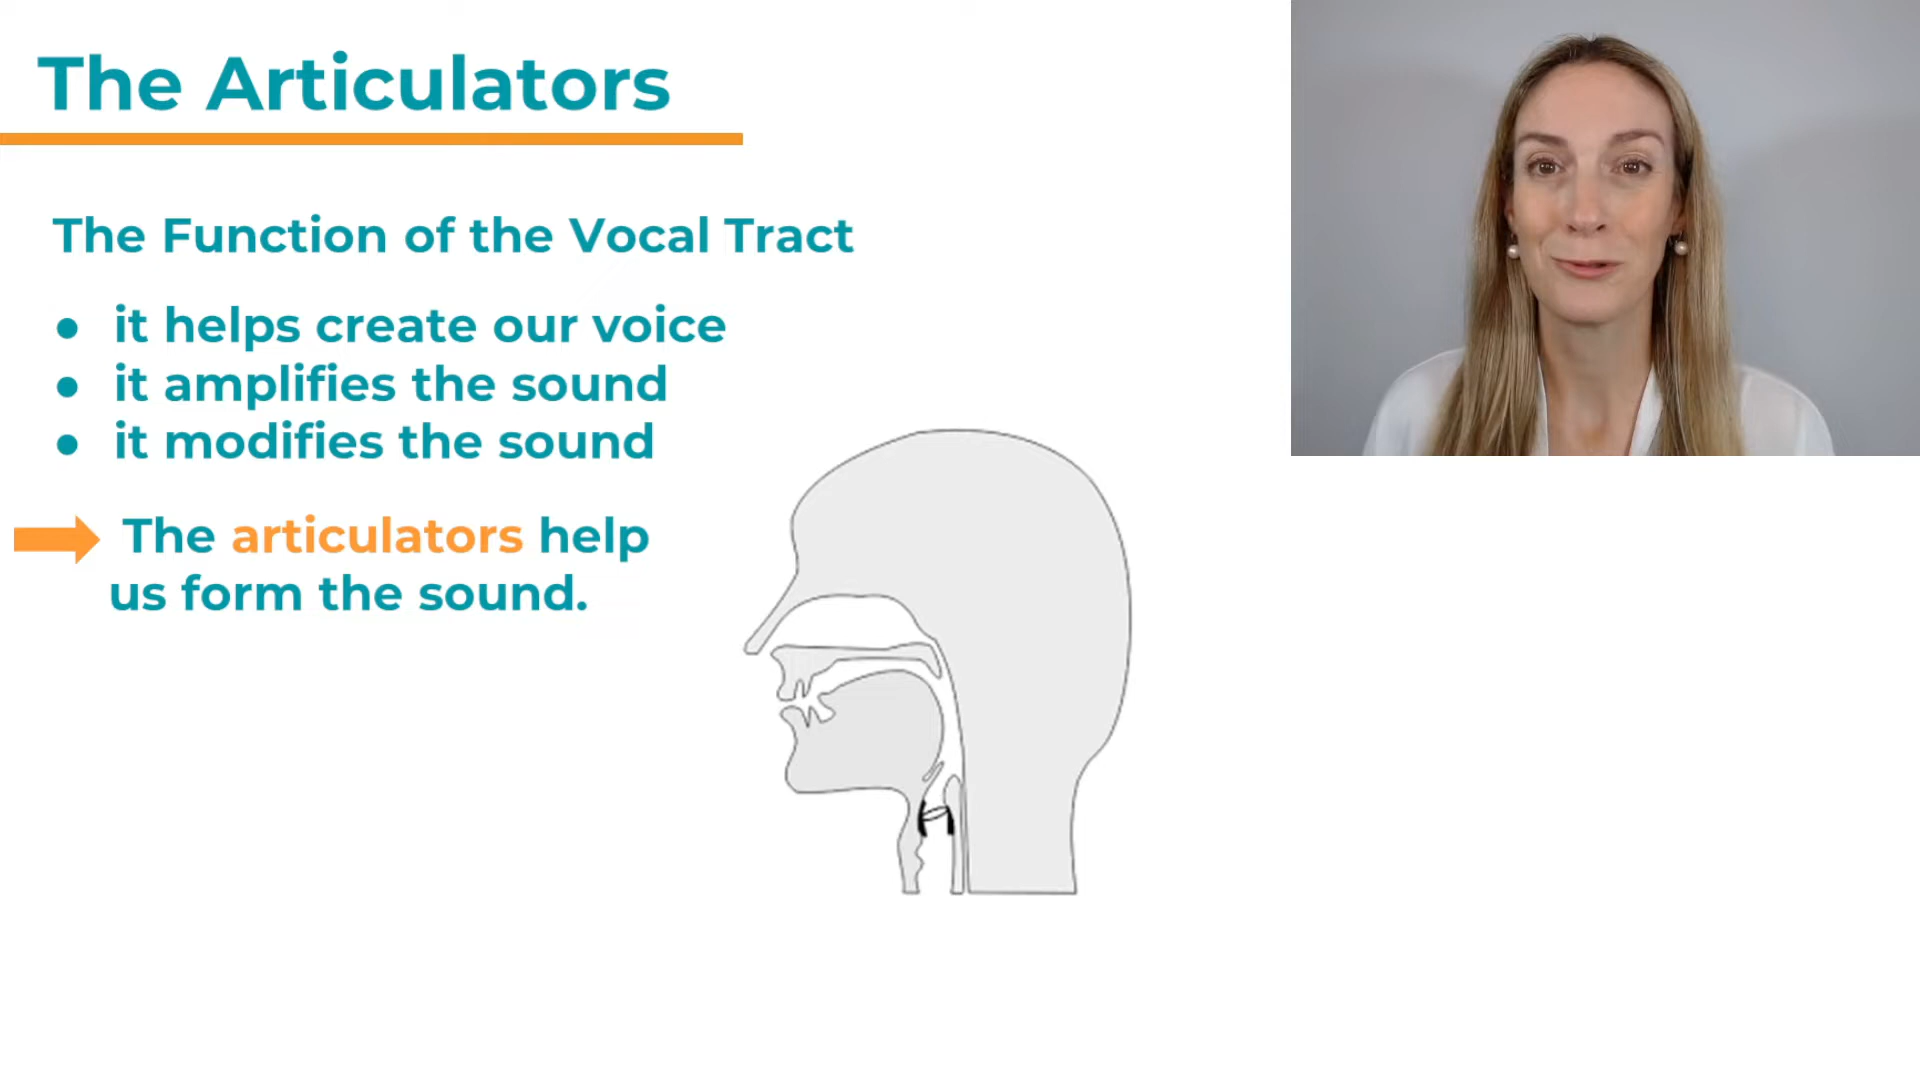 The Articulators
The Function of the Vocal Tract
● it helps create our voice
● it amplifies the sound
● it modifies the sound
The articulators help
us form the sound.